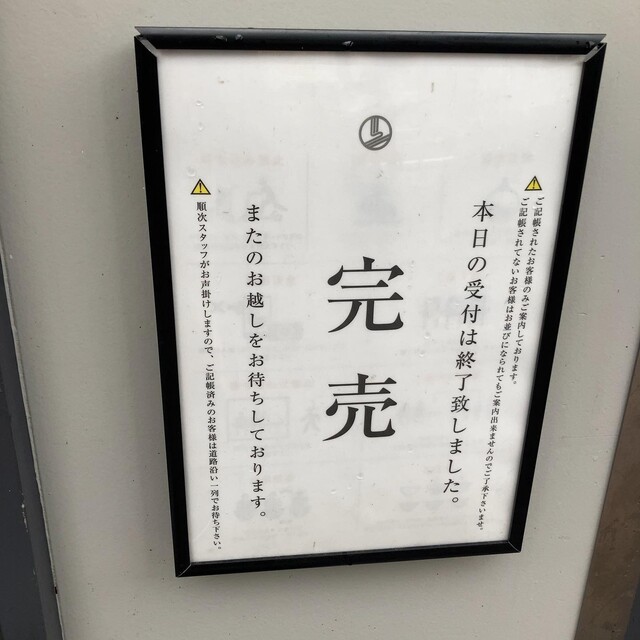 ご記帳されたお客様のみご案内しております。
ご記帳されてないお客様はお並びになられてもご案内出来ませんのでご了承下さいませ。
本日の受付は終了致しました。
完売
またのお越しをお待ちしております。
順次スタッフがお声掛けしますので、ご記帳済みのお客様は道路沿い一列でお待ち下さい。